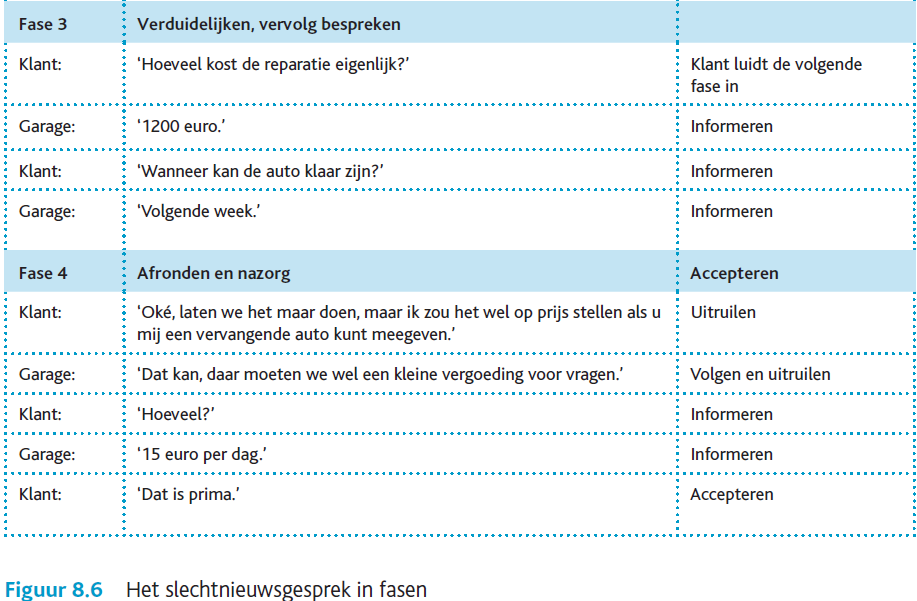 Fase 3 Verduidelijken, vervolg bespreken
Klant: ‘Hoeveel kost de reparatie eigenlijk?’ Klant luidt de volgende
fase in
Garage: ‘1200 euro.’ Informeren
Klant: ‘Wanneer kan de auto klaar zijn?’ Informeren
Garage: ‘Volgende week.’ Informeren
Fase 4 Afronden en nazorg Accepteren
Klant: ‘Oké, laten we het maar doen, maar ik zou het wel op prijs stellen als u Uitruilen
mij een vervangende auto kunt meegeven.’
Garage: ‘Dat kan, daar moeten we wel een kleine vergoeding voor vragen.’ Volgen en uitruilen
Klant: ‘Hoeveel?’ Informeren
Garage: ‘15 euro per dag.’ Informeren
Klant: ‘Dat is prima.’ Accepteren
Figuur 8.6 Het slechtnieuwsgesprek in fasen